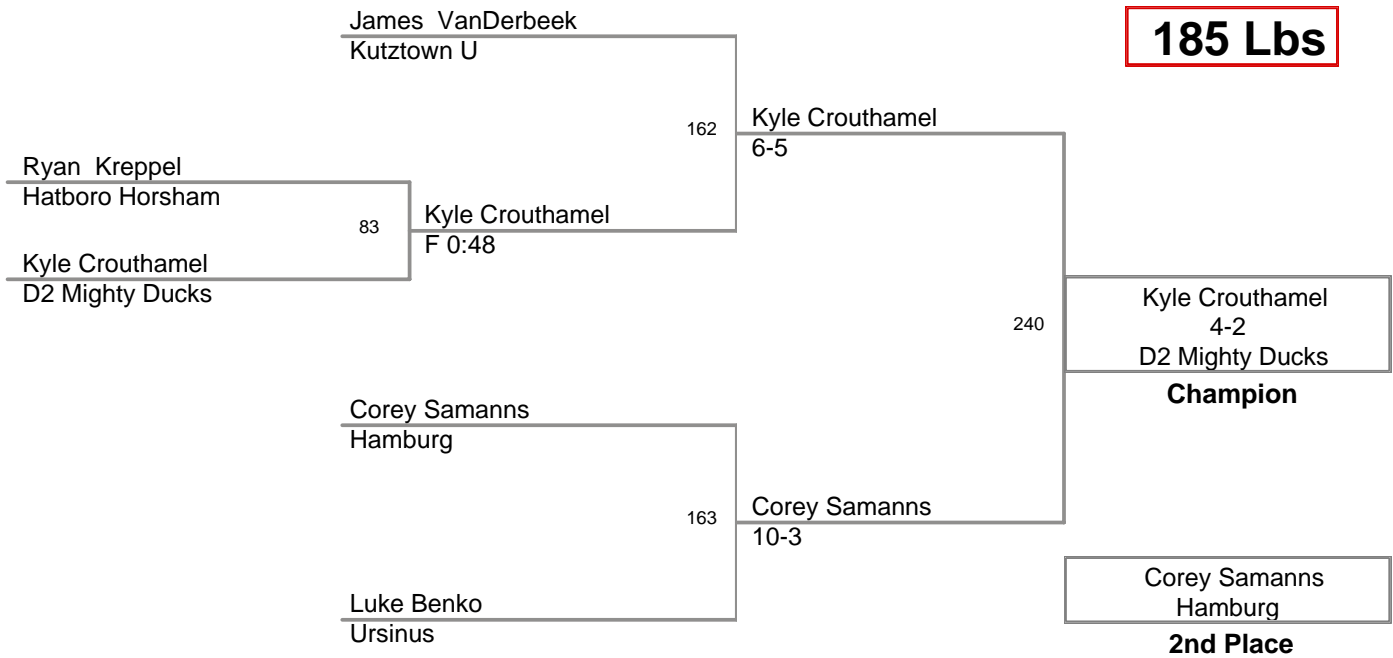 James  VanDerbeek
Kutztown U
185 Lbs
162
Kyle Crouthamel
6-5
Ryan  Kreppel
Hatboro Horsham
83
Kyle Crouthamel
F 0:48
Kyle Crouthamel
D2 Mighty Ducks
240
Kyle Crouthamel
4-2
D2 Mighty Ducks
Champion
Corey Samanns
Hamburg
163
Corey Samanns
10-3
Luke Benko
Ursinus
Corey Samanns
Hamburg
2nd Place